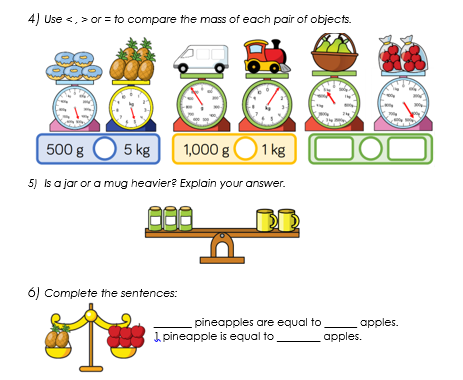 4) Use < , > or = to compare the mass of each pair of objects.
500 g 5 kg 1,000 g 1 kg
5) Is a jar or a mug heavier? Explain your answer.
6) Complete the sentences:
______ pineapples are equal to _____ apples.
1 pineapple is equal to _______ apples.